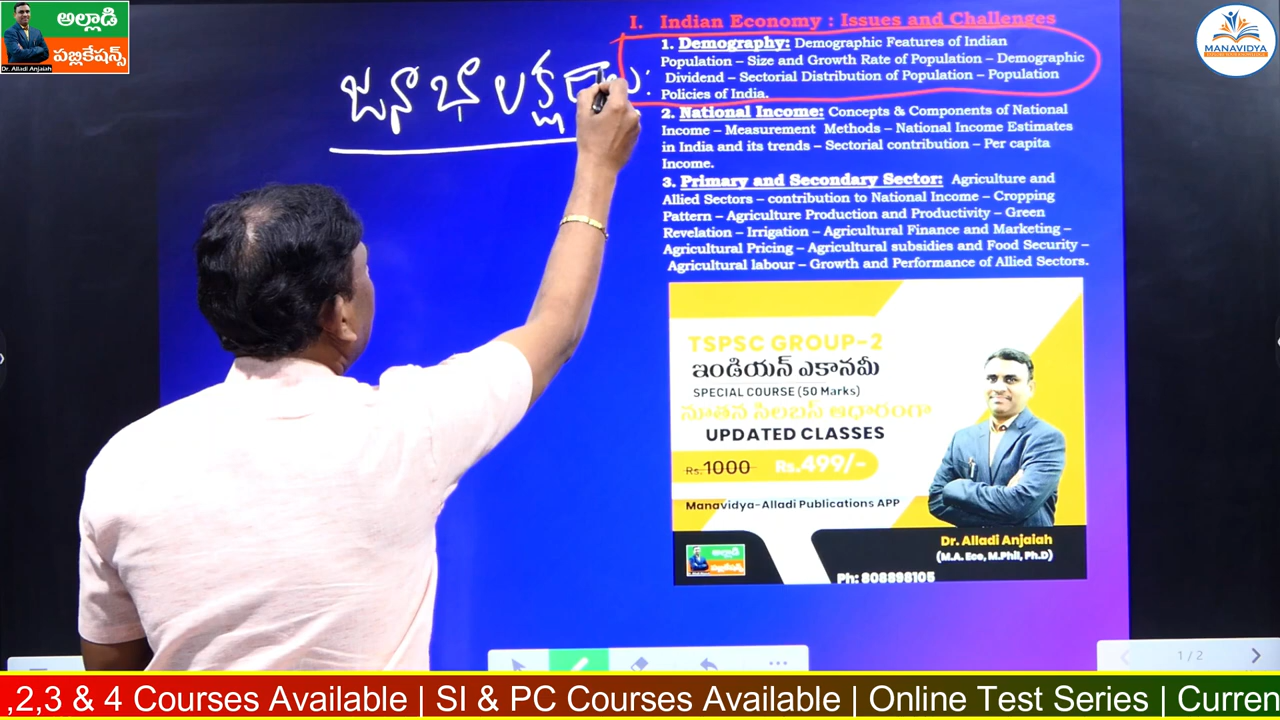 అల్లాడి
పబ్లికేషన్స్
Dr. Alladi Anjaiah
జనాభా లక్షణాలు:
I. Indian Economy : Issues and Challenges
1. Demography: Demographic Features of Indian
Population – Size and Growth Rate of Population – Demographic
Dividend – Sectorial Distribution of Population – Population
Policies of India.
2. National Income: Concepts & Components of National
Income – Measurement Methods – National Income Estimates
in India and its trends – Sectorial contribution – Per capita
Income.
3. Primary and Secondary Sector: Agriculture and
Allied Sectors – contribution to National Income – Cropping
Pattern – Agriculture Production and Productivity – Green
Revelation – Irrigation – Agricultural Finance and Marketing –
Agricultural Pricing – Agricultural subsidies and Food Security –
Agricultural labour – Growth and Performance of Allied Sectors.
MANAVIDYA
TSPSC GROUP-2
ఇండియన్ ఎకానమీ
SPECIAL COURSE (50 Marks)
నూతన సిలబస్ ఆధారంగా
UPDATED CLASSES
Rs.1000 Rs.499/-
Manavidya-Alladi Publications APP
Dr. Alladi Anjaiah
(M.A. Eco, M.Phil, Ph.D)
అల్లాడి
పబ్లికేషన్స్
Ph: 808898105
1 / 2
,2,3 & 4 Courses Available | SI & PC Courses Available | Online Test Series | Curren